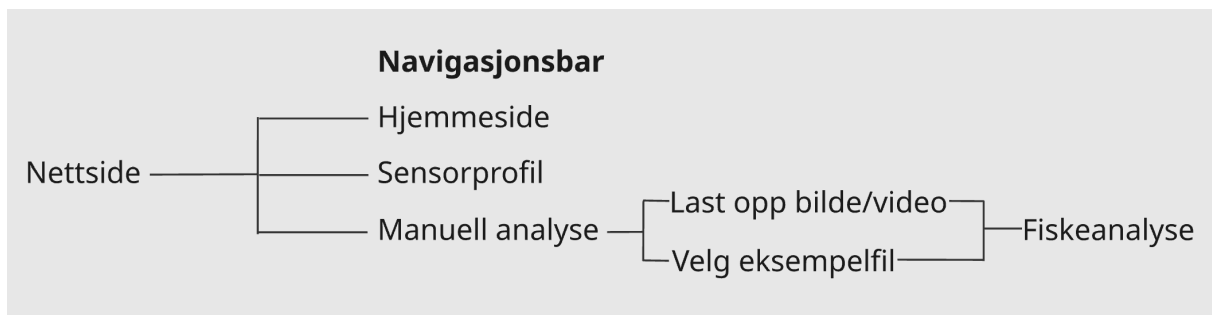 Navigasjonsbar
Hjemmeside
Nettside
Sensorprofil
Manuell analyse
Last opp bilde/video
Velg eksempelfil
Fiskeanalyse